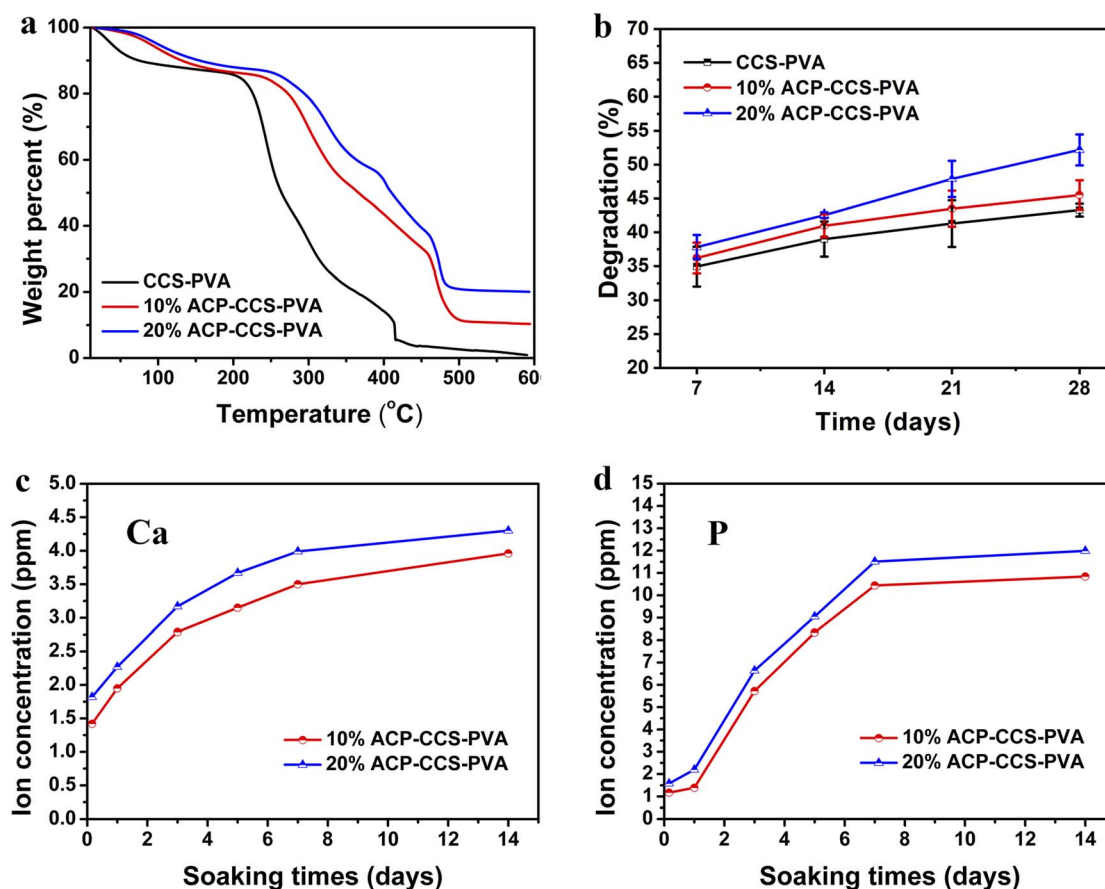 a
Weight percent (%)
100
80
60
40
20
0
CCS-PVA
10% ACP-CCS-PVA
20% ACP-CCS-PVA
100 200 300 400 500 60
Temperature (°C)
b
Degradation (%)
70
65
60
55
50
45
40
35
30
25
20
CCS-PVA
10% ACP-CCS-PVA
20% ACP-CCS-PVA
7 14 21 28
Time (days)
c
Ca
Ion concentration (ppm)
5.0
4.5
4.0
3.5
3.0
2.5
2.0
1.5
1.0
0.5
0.0
10% ACP-CCS-PVA
20% ACP-CCS-PVA
0 2 4 6 8 10 12 14
Soaking times (days)
d
P
Ion concentration (ppm)
15
14
13
12
11
10
9
8
7
6
5
4
3
2
1
0
10% ACP-CCS-PVA
20% ACP-CCS-PVA
0 2 4 6 8 10 12 14
Soaking times (days)